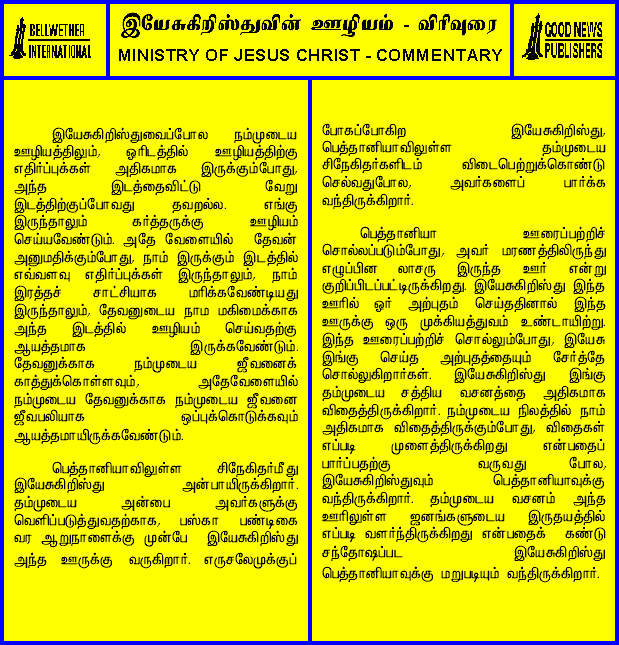 BELLWETHER
INTERNATIONAL
இயேசுகிறிஸ்துவின் ஊழியம் - விரிவுரை
MINISTRY OF JESUS CHRIST - COMMENTARY
GOOD NEWS
PUBLISHERS
இயேசுகிறிஸ்துவைப்போல நம்முடைய
ஊழியத்திலும், ஓரிடத்தில் ஊழியத்திற்கு
எதிர்ப்புக்கள் அதிகமாக இருக்கும்போது,
அந்த இடத்தைவிட்டு வேறு
இடத்திற்குப்போவது தவறல்ல. எங்கு
இருந்தாலும் கர்த்தருக்கு ஊழியம்
செய்யவேண்டும். அதே வேளையில் தேவன்
அனுமதிக்கும்போது, நாம் இருக்கும் இடத்தில்
எவ்வளவு எதிர்ப்புக்கள் இருந்தாலும், நாம்
இரத்தச் சாட்சியாக மரிக்கவேண்டியது
இருந்தாலும், தேவனுடைய நாம மகிமைக்காக
அந்த இடத்தில் ஊழியம் செய்வதற்கு
ஆயத்தமாக இருக்கவேண்டும்.
தேவனுக்காக நம்முடைய ஜீவனைக்
காத்துக்கொள்ளவும், அதேவேளையில்
நம்முடைய தேவனுக்காக நம்முடைய ஜீவனை
ஜீவபலியாக ஒப்புக்கொடுக்கவும்
ஆயத்தமாயிருக்கவேண்டும்.
பெத்தானியாவிலுள்ள சிநேகிதர்மீது
இயேசுகிறிஸ்து அன்பாயிருக்கிறார்.
தம்முடைய அன்பை அவர்களுக்கு
வெளிப்படுத்துவதற்காக, பஸ்கா பண்டிகை
வர ஆறுநாளைக்கு முன்பே இயேசுகிறிஸ்து
அந்த ஊருக்கு வருகிறார். எருசலேமுக்குப்
போகப்போகிற இயேசுகிறிஸ்து,
பெத்தானியாவிலுள்ள தம்முடைய
சிநேகிதர்களிடம் விடைபெற்றுக்கொண்டு
செல்வதுபோல, அவர்களைப் பார்க்க
வந்திருக்கிறார்.
பெத்தானியா ஊரைப்பற்றிச்
சொல்லப்படும்போது, அவர் மரணத்திலிருந்து
எழுப்பின லாசரு இருந்த ஊர் என்று
குறிப்பிடப்பட்டிருக்கிறது. இயேசுகிறிஸ்து இந்த
ஊரில் ஓர் அற்புதம் செய்ததினால் இந்த
ஊருக்கு ஒரு முக்கியத்துவம் உண்டாயிற்று.
இந்த ஊரைப்பற்றிச் சொல்லும்போது, இயேசு
இங்கு செய்த அற்புதத்தையும் சேர்த்தே
சொல்லுகிறார்கள். இயேசுகிறிஸ்து இங்கு
தம்முடைய சத்திய வசனத்தை அதிகமாக
விதைத்திருக்கிறார். நம்முடைய நிலத்தில் நாம்
அதிகமாக விதைத்திருக்கும்போது, விதைகள்
எப்படி முளைத்திருக்கிறது என்பதைப்
பார்ப்பதற்கு வருவது போல,
இயேசுகிறிஸ்துவும் பெத்தானியாவுக்கு
வந்திருக்கிறார். தம்முடைய வசனம் அந்த
ஊரிலுள்ள ஜனங்களுடைய இருதயத்தில்
எப்படி வளர்ந்திருக்கிறது என்பதைக் கண்டு
சந்தோஷப்பட இயேசுகிறிஸ்து
பெத்தானியாவுக்கு மறுபடியும் வந்திருக்கிறார்.